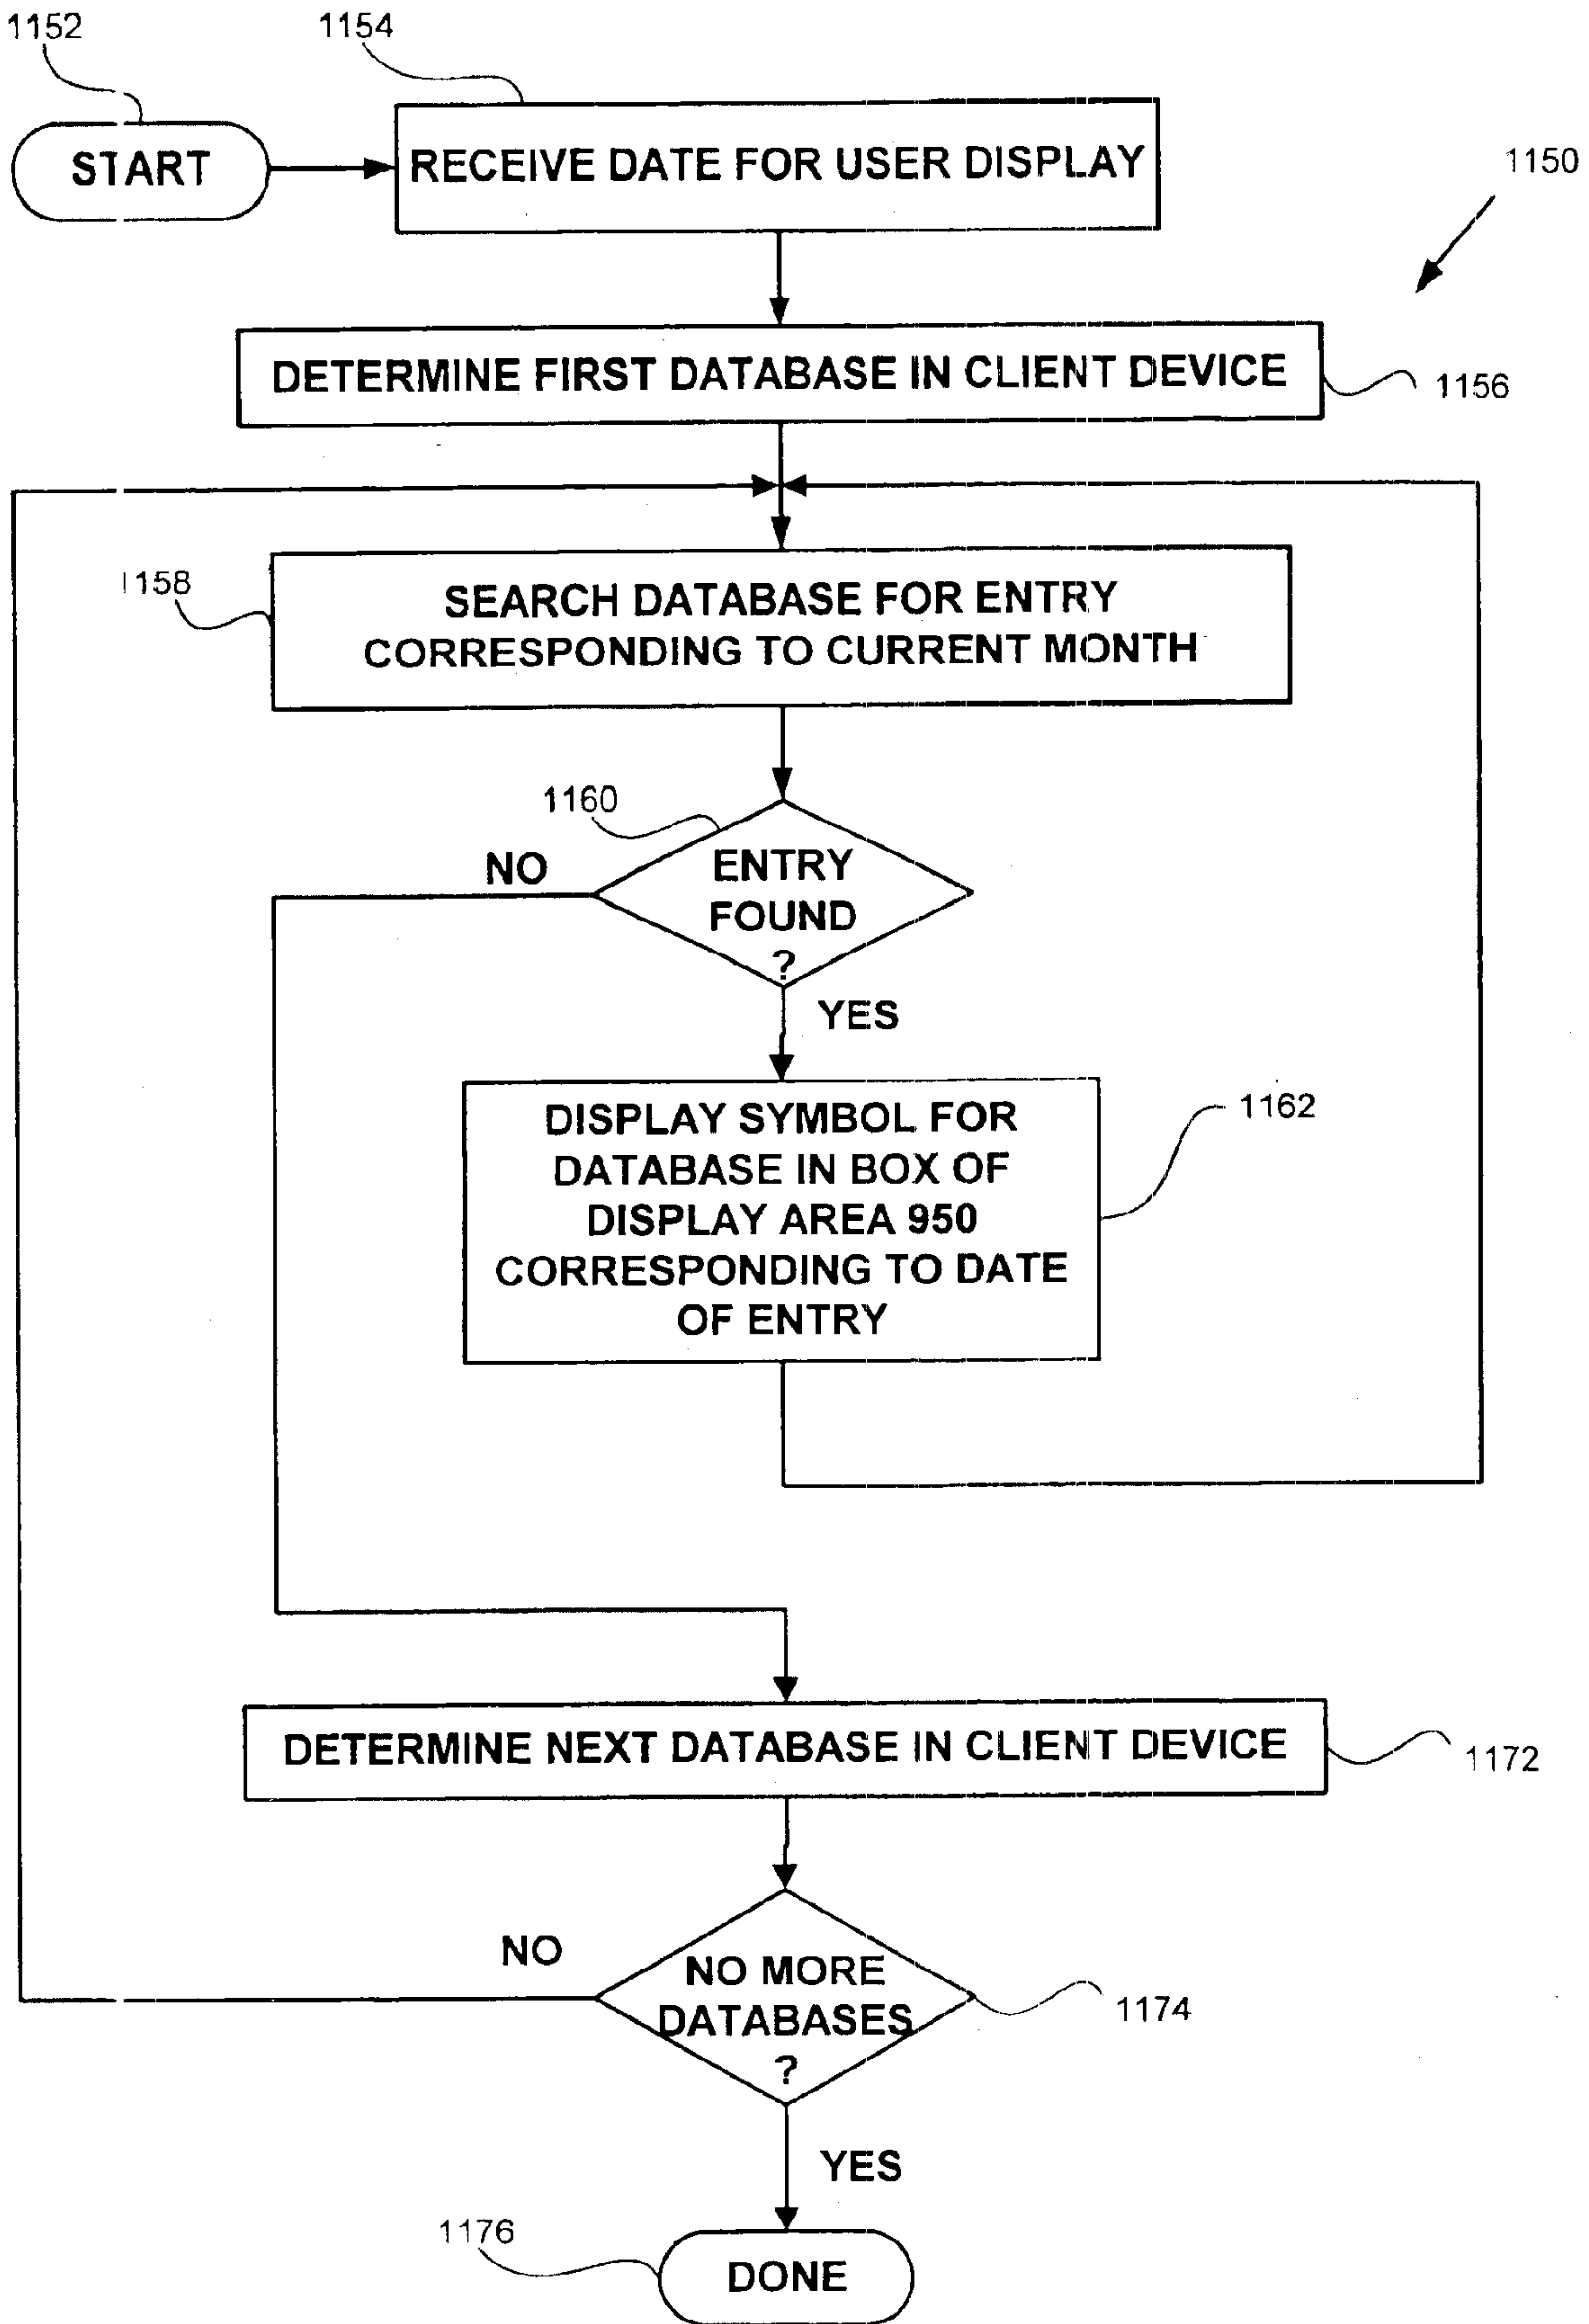 1152
1154
START
RECEIVE DATE FOR USER DISPLAY
1150
DETERMINE FIRST DATABASE IN CLIENT DEVICE
1156
1158
SEARCH DATABASE FOR ENTRY
CORRESPONDING TO CURRENT MONTH
1160
NO
ENTRY
FOUND
?
YES
DISPLAY SYMBOL FOR
DATABASE IN BOX OF
DISPLAY AREA 950
CORRESPONDING TO DATE
OF ENTRY
1162
DETERMINE NEXT DATABASE IN CLIENT DEVICE
1172
NO
NO MORE
DATABASES
?
1174
YES
1176
DONE